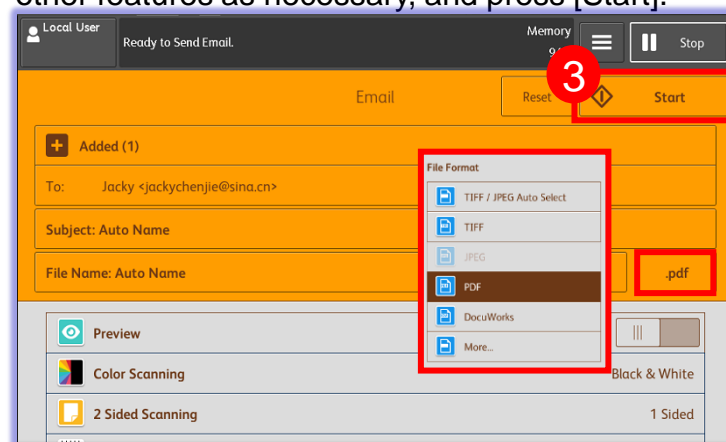 other features as necessary, and press [Start].
Local User
Ready to Send Email.
Memory
Stop
3
Email
Reset
Start
Added (1)
To: Jacky <jackychenjie@sina.cn>
Subject: Auto Name
File Name: Auto Name
.pdf
File Format
TIFF / JPEG Auto Select
TIFF
JPEG
PDF
DocuWorks
More...
Preview
Color Scanning
Black & White
2 Sided Scanning
1 Sided